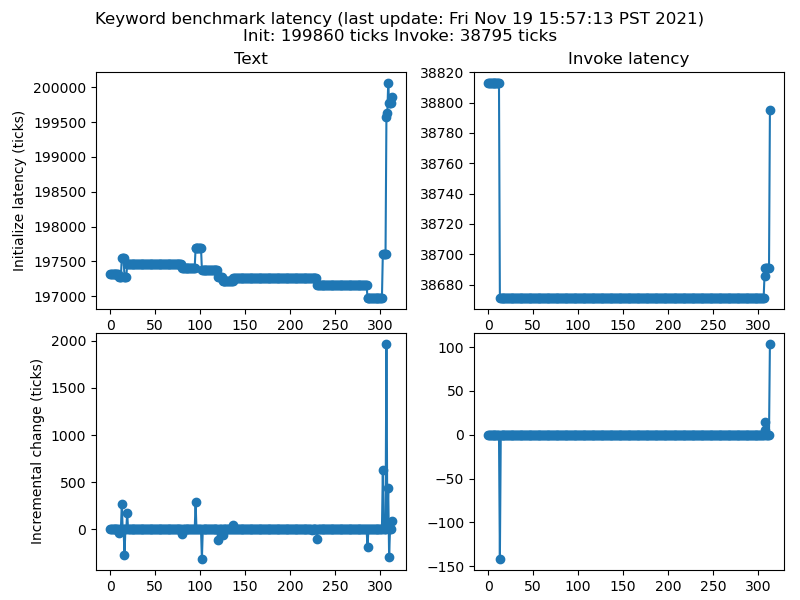 Keyword benchmark latency (last update: Fri Nov 19 15:57:13 PST 2021)
Init: 199860 ticks Invoke: 38795 ticks
Text
Initialize latency (ticks)
200000
199500
199000
198500
198000
197500
197000
0 50 100 150 200 250 300
Invoke latency
38820
38800
38780
38760
38740
38720
38700
38680
0 50 100 150 200 250 300
Incremental change (ticks)
2000
1500
1000
500
0
0 50 100 150 200 250 300
100
50
0
−50
−100
−150
0 50 100 150 200 250 300